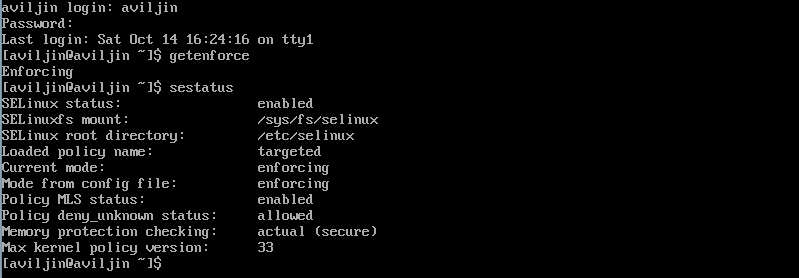 aviljin login: aviljin
Password:
Last login: Sat Oct 14 16:24:16 on tty1
[aviljin@aviljin ~]$ getenforce
Enforcing
[aviljin@aviljin ~]$ sestatus
SELinux status:                 enabled
SELinuxfs mount:                /sys/fs/selinux
SELinux root directory:         /etc/selinux
Loaded policy name:             targeted
Current mode:                   enforcing
Mode from config file:          enforcing
Policy MLS status:              enabled
Policy deny_unknown status:     allowed
Memory protection checking:     actual (secure)
Max kernel policy version:      33
[aviljin@aviljin ~]$